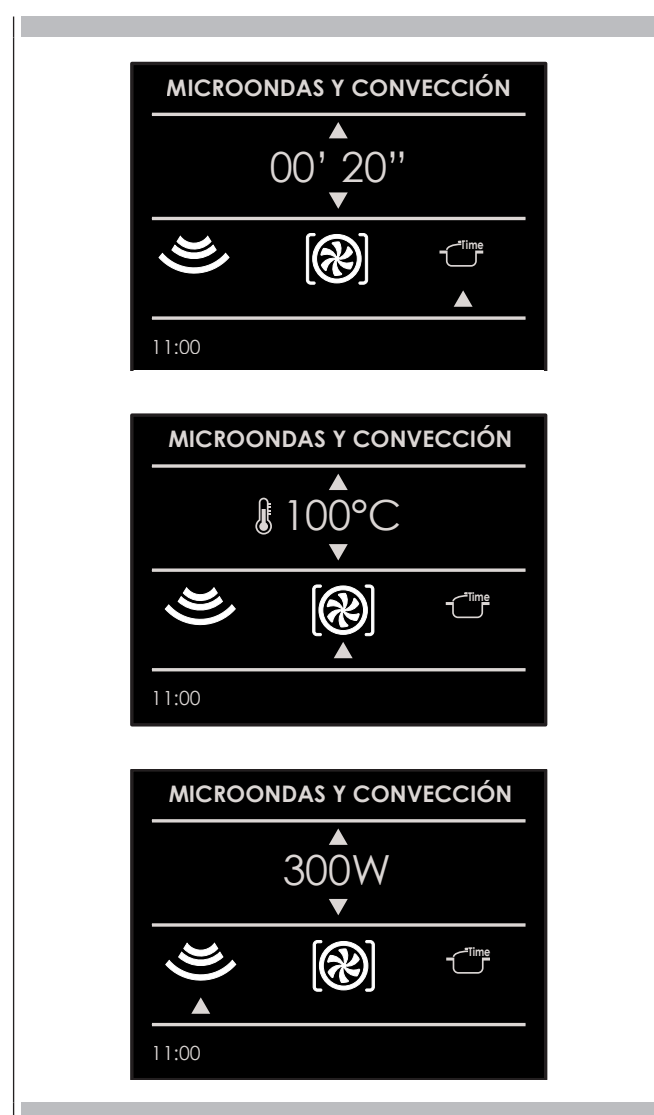 MICROONDAS Y CONVECCIÓN
00’ 20”
Time
11:00
MICROONDAS Y CONVECCIÓN
100°C
Time
11:00
MICROONDAS Y CONVECCIÓN
300W
Time
11:00